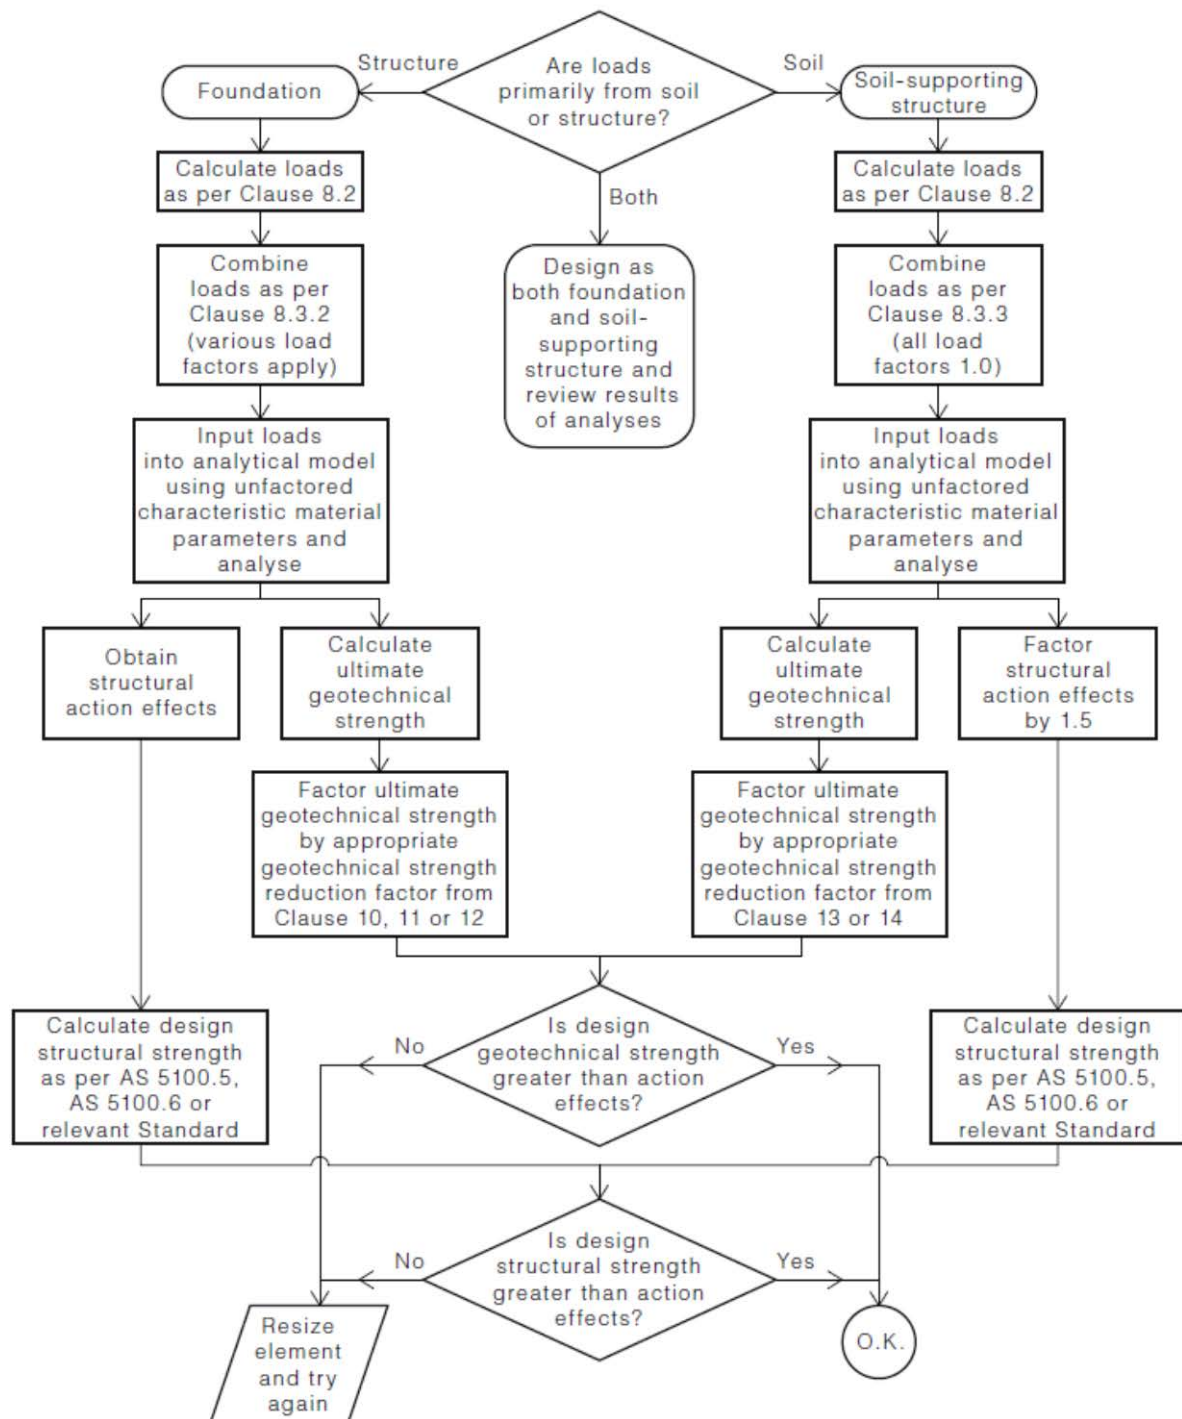 Are loads
primarily from soil
or structure?
Structure
Soil
Both
Foundation
Calculate loads
as per Clause 8.2
Combine
loads as per
Clause 8.3.2
(various load
factors apply)
Input loads
into analytical model
using unfactored
characteristic material
parameters and
analyse
Design as
both foundation
and soil-
supporting
structure and
review results
of analyses
Soil-supporting
structure
Calculate loads
as per Clause 8.2
Combine
loads as per
Clause 8.3.3
(all load
factors 1.0)
Input loads
into analytical model
using unfactored
characteristic material
parameters and
analyse
Obtain
structural
action effects
Calculate
ultimate
geotechnical
strength
Calculate
ultimate
geotechnical
strength
Factor
structural
action effects
by 1.5
Factor ultimate
geotechnical strength
by appropriate
geotechnical strength
reduction factor from
Clause 10, 11 or 12
Factor ultimate
geotechnical strength
by appropriate
geotechnical strength
reduction factor from
Clause 13 or 14
Calculate design
structural strength
as per AS 5100.5,
AS 5100.6 or
relevant Standard
No
Is design
geotechnical strength
greater than action
effects?
Yes
Calculate design
structural strength
as per AS 5100.5,
AS 5100.6 or
relevant Standard
No
Is design
structural strength
greater than action
effects?
Yes
Resize
element
and try
again
O.K.